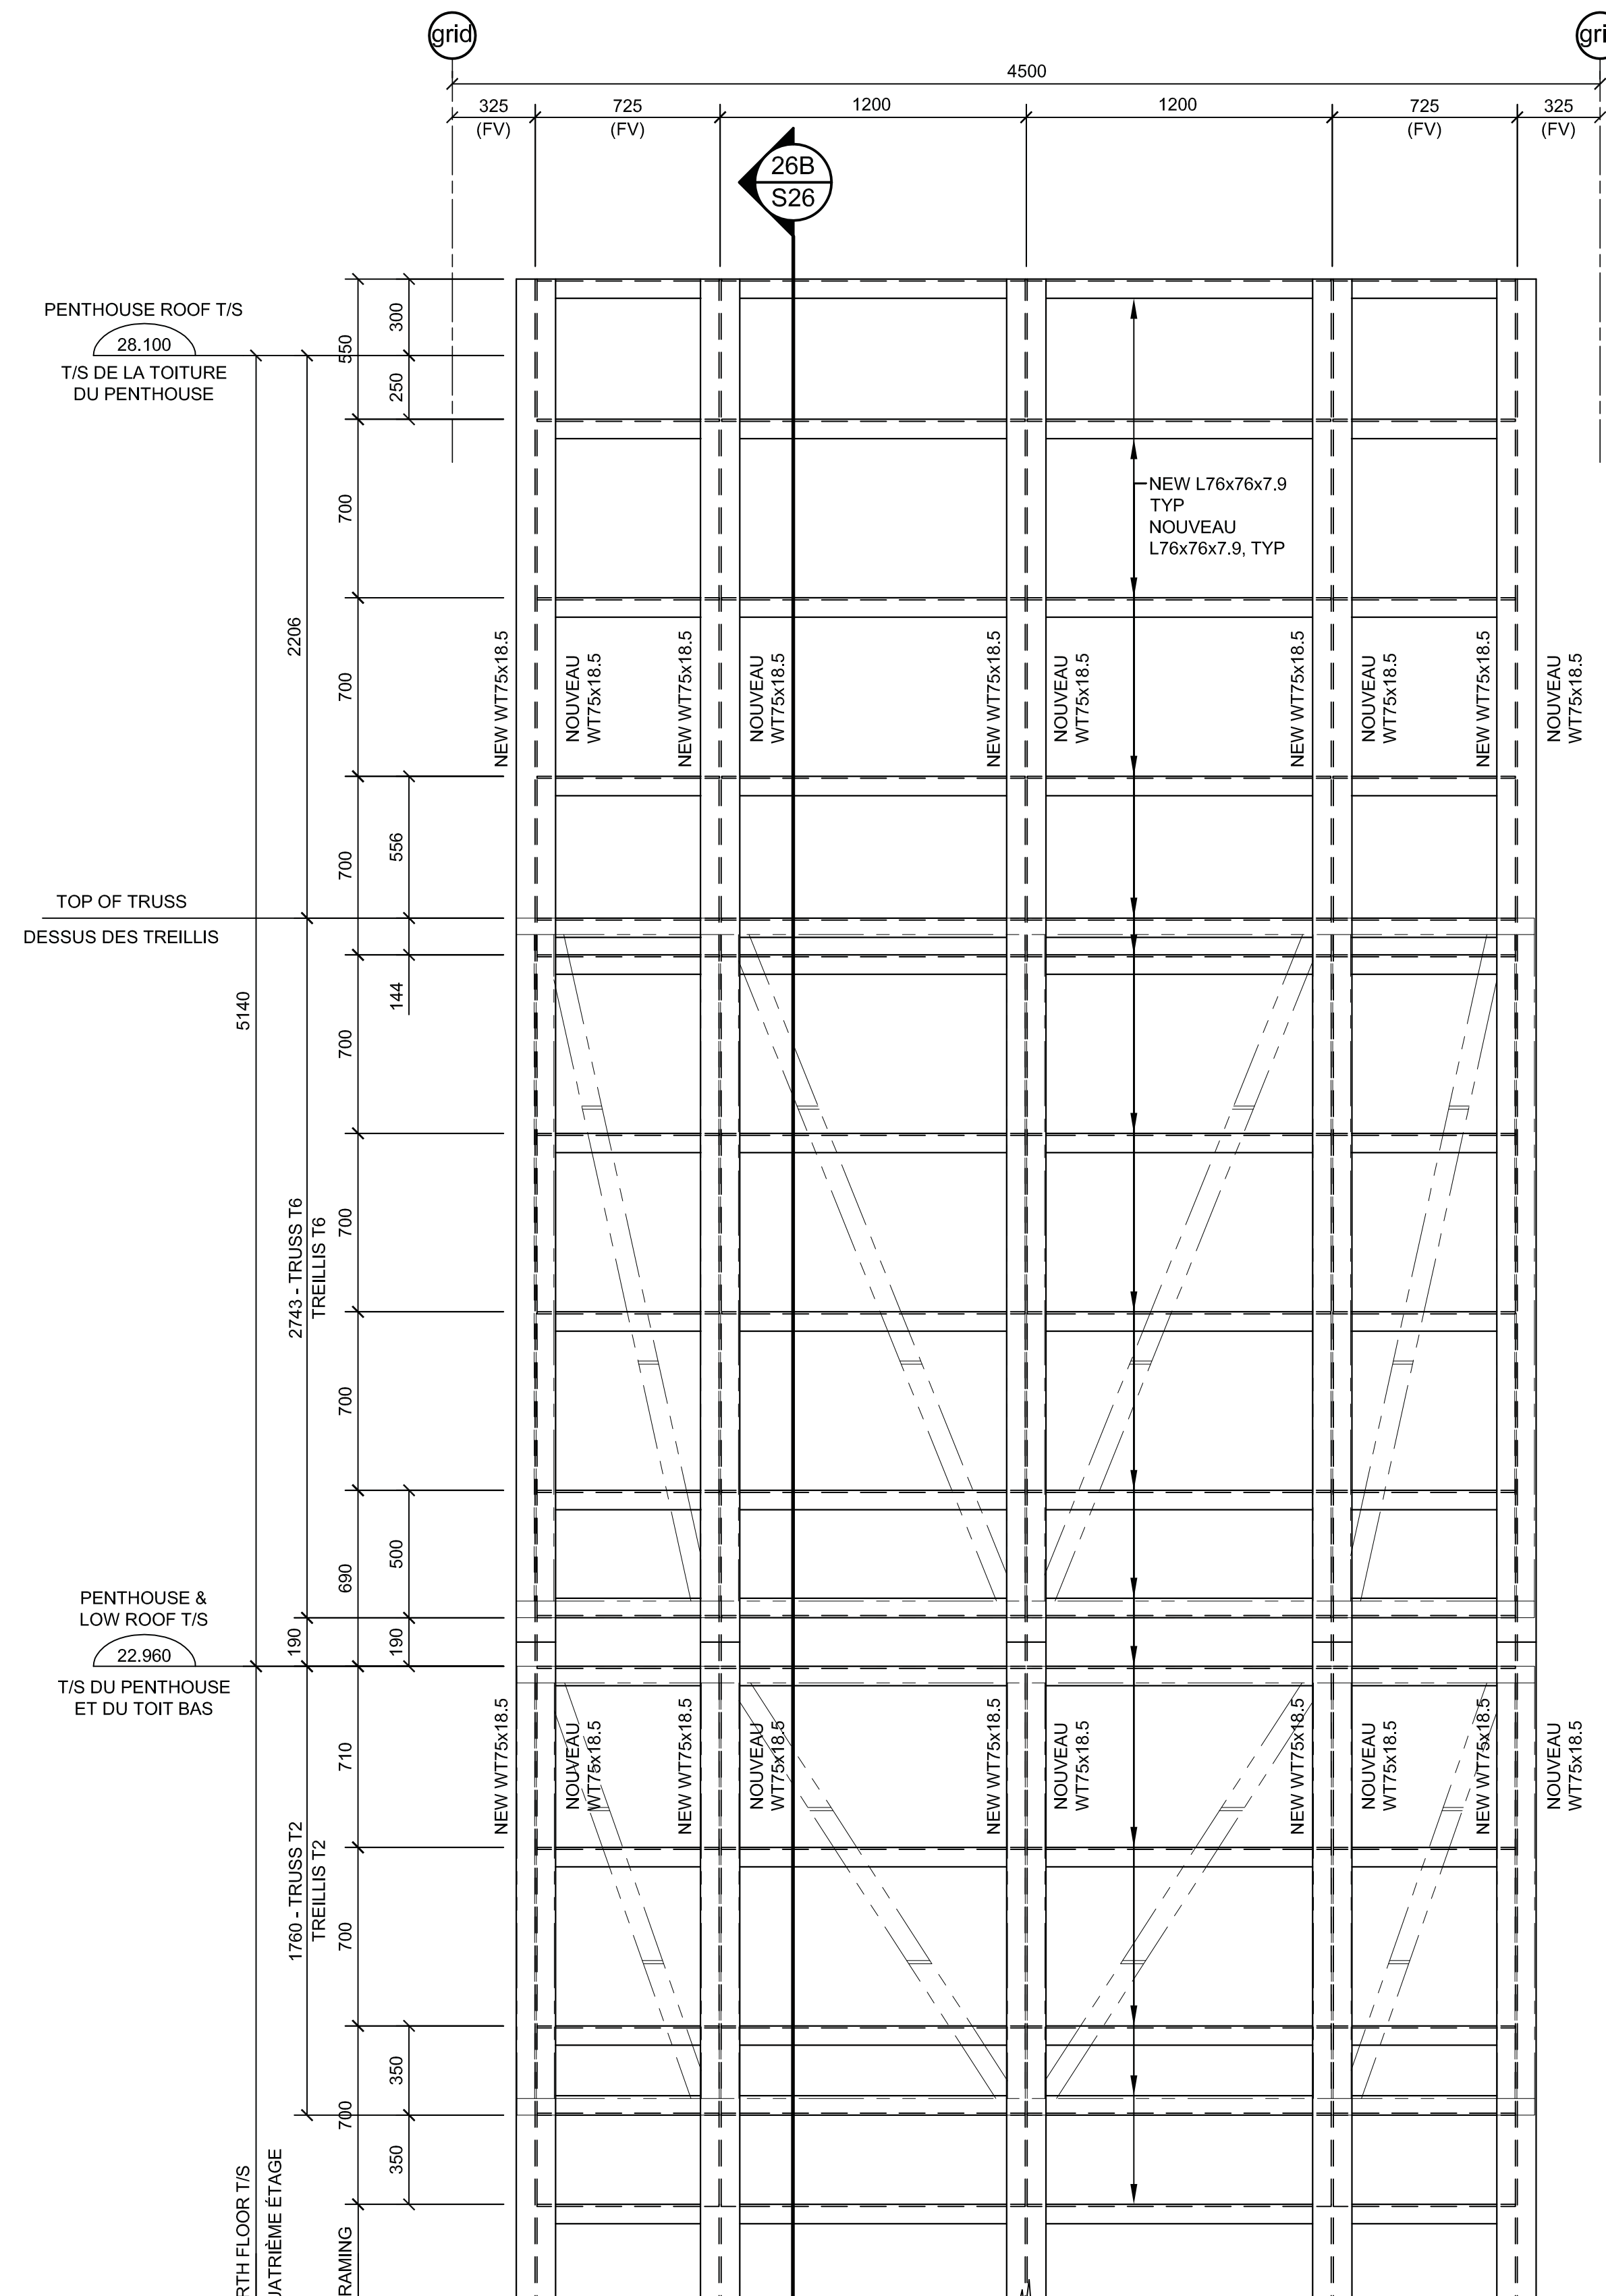 grid
4500
325
(FV)
725
(FV)
1200
1200
725
(FV)
325
(FV)
26B
S26
PENTHOUSE ROOF T/S
28.100
T/S DE LA TOITURE
DU PENTHOUSE
550
300
250
700
NEW L76x76x7.9
TYP
NOUVEAU
L76x76x7.9, TYP
2206
700
NEW WT75x18.5
NOUVEAU
WT75x18.5
NEW WT75x18.5
NOUVEAU
WT75x18.5
NEW WT75x18.5
NOUVEAU
WT75x18.5
NEW WT75x18.5
NOUVEAU
WT75x18.5
NEW WT75x18.5
NOUVEAU
WT75x18.5
700
556
TOP OF TRUSS
DESSUS DES TREILLIS
5140
144
700
2743 - TRUSS T6
TREILLIS T6
700
700
690
500
PENTHOUSE &
LOW ROOF T/S
22.960
T/S DU PENTHOUSE
ET DU TOIT BAS
190
190
710
NEW WT75x18.5
NOUVEAU
WT75x18.5
NEW WT75x18.5
NOUVEAU
WT75x18.5
NEW WT75x18.5
NOUVEAU
WT75x18.5
NEW WT75x18.5
NOUVEAU
WT75x18.5
NEW WT75x18.5
NOUVEAU
WT75x18.5
1760 - TRUSS T2
TREILLIS T2
700
350
700
350
FLOOR T/S
ÉTAGE